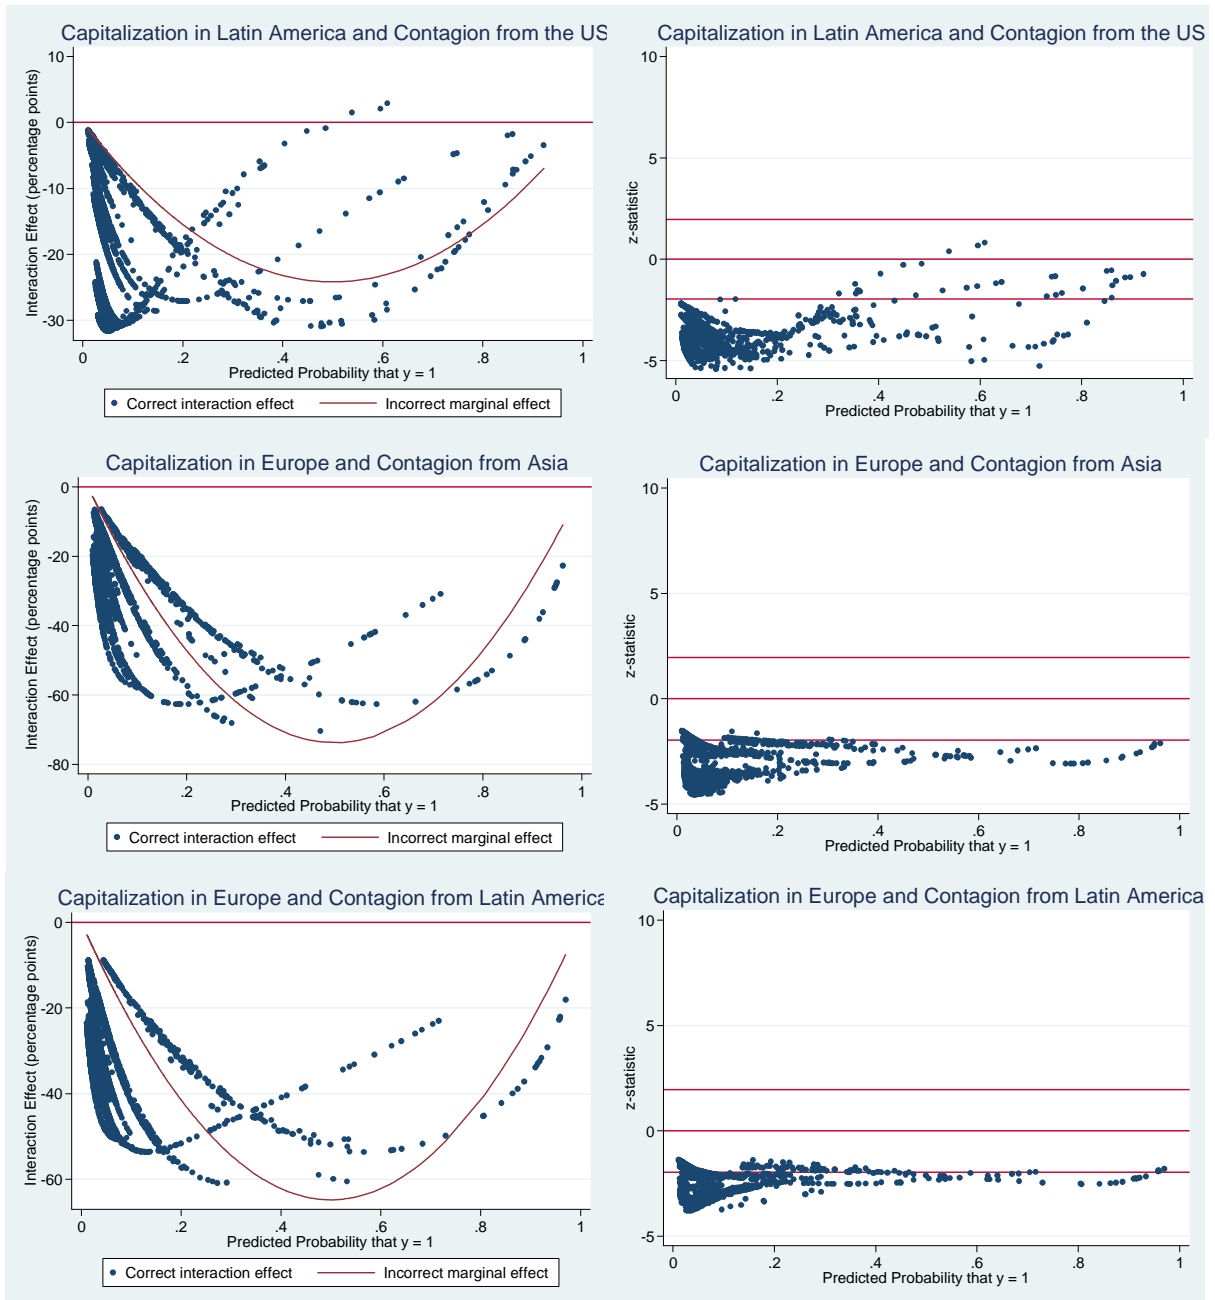 Capitalization in Latin America and Contagion from the US
10
0
-10
-20
-30
Interaction Effect (percentage points)
0
.2
.4
.6
.8
1
Predicted Probability that y = 1
Correct interaction effect
Incorrect marginal effect
Capitalization in Latin America and Contagion from the US
10
5
0
-5
z-statistic
0
.2
.4
.6
.8
1
Predicted Probability that y = 1
Capitalization in Europe and Contagion from Asia
0
-20
-40
-60
-80
Interaction Effect (percentage points)
0
.2
.4
.6
.8
1
Predicted Probability that y = 1
Correct interaction effect
Incorrect marginal effect
Capitalization in Europe and Contagion from Asia
10
5
0
-5
z-statistic
0
.2
.4
.6
.8
1
Predicted Probability that y = 1
Capitalization in Europe and Contagion from Latin America
0
-20
-40
-60
Interaction Effect (percentage points)
0
.2
.4
.6
.8
1
Predicted Probability that y = 1
Correct interaction effect
Incorrect marginal effect
Capitalization in Europe and Contagion from Latin America
10
5
0
-5
z-statistic
0
.2
.4
.6
.8
1
Predicted Probability that y = 1